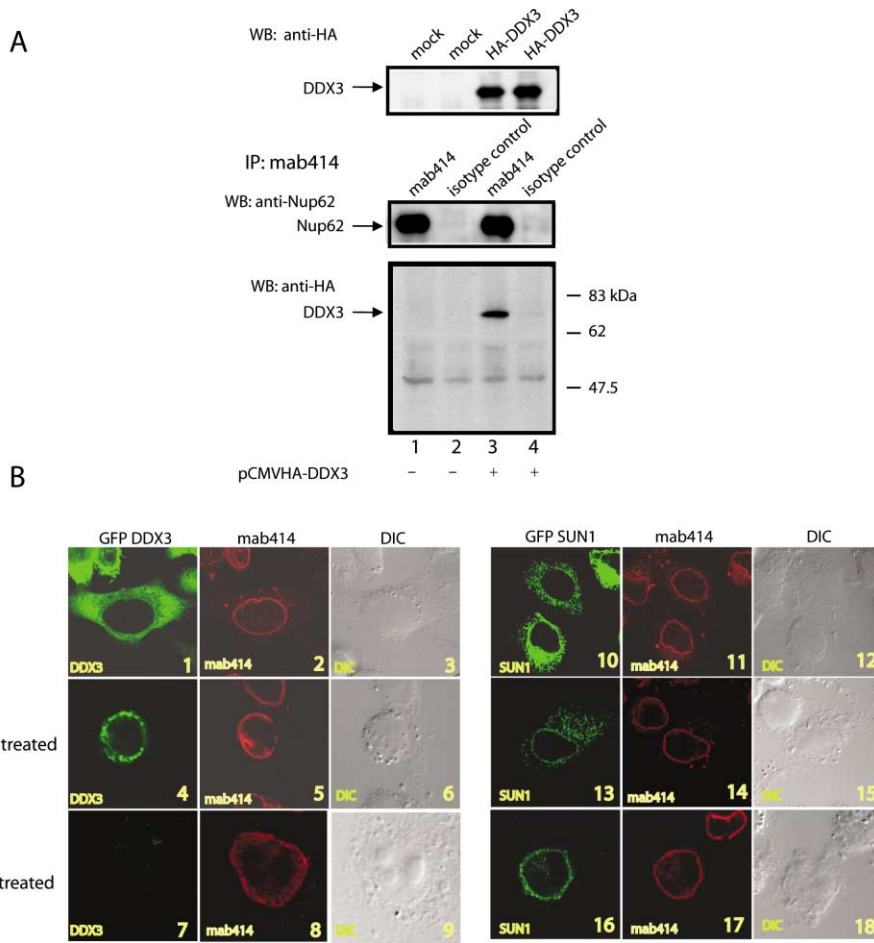 A
WB: anti-HA
mock mock HA-DDX3 HA-DDX3
DDX3
IP: mab414
mab414 isotype control mab414 isotype control
WB: anti-Nup62
Nup62
WB: anti-HA
DDX3
83 kDa
62
47.5
1 2 3 4
pCMVHA-DDX3 – – + +
B
GFP DDX3 mab414 DIC GFP SUN1 mab414 DIC
DDX3 1 mab414 2 DIC 3 SUN1 10 mab414 11 DIC 12
treated
DDX3 4 mab414 5 DIC 6 SUN1 13 mab414 14 DIC 15
treated
DDX3 7 mab414 8 DIC 9 SUN1 16 mab414 17 DIC 18